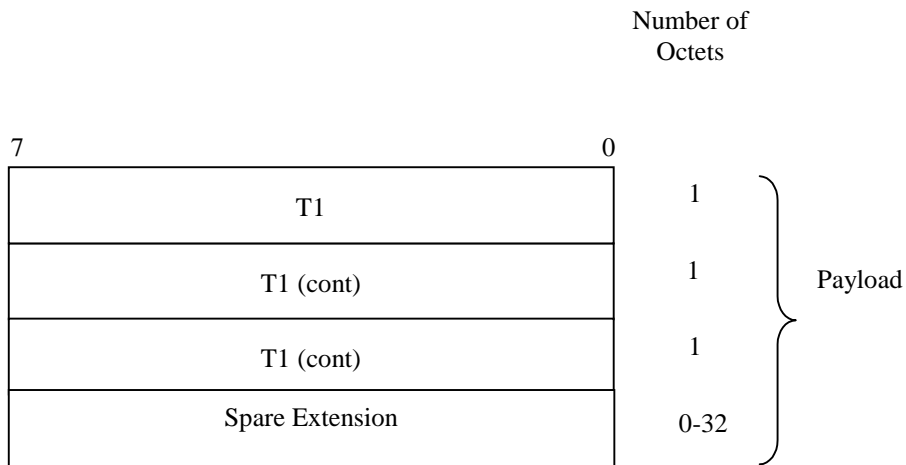 Number of
Octets
7 0
T1 1
T1 (cont) 1
Payload
T1 (cont) 1
Spare Extension 0-32